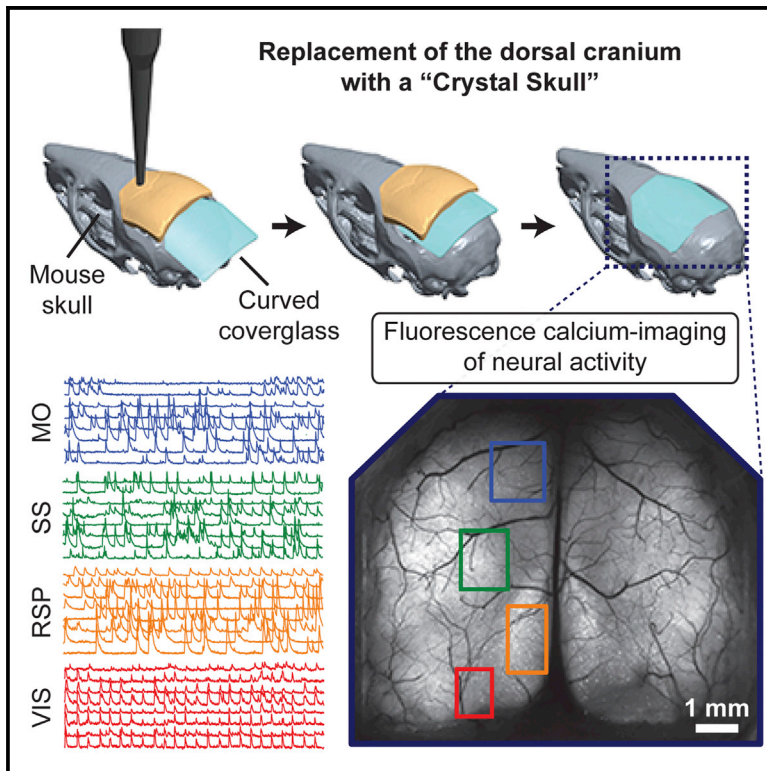 Replacement of the dorsal cranium
with a “Crystal Skull”
Mouse
skull
Curved
coverglass
Fluorescence calcium-imaging
of neural activity
MO
SS
RSP
VIS
1 mm